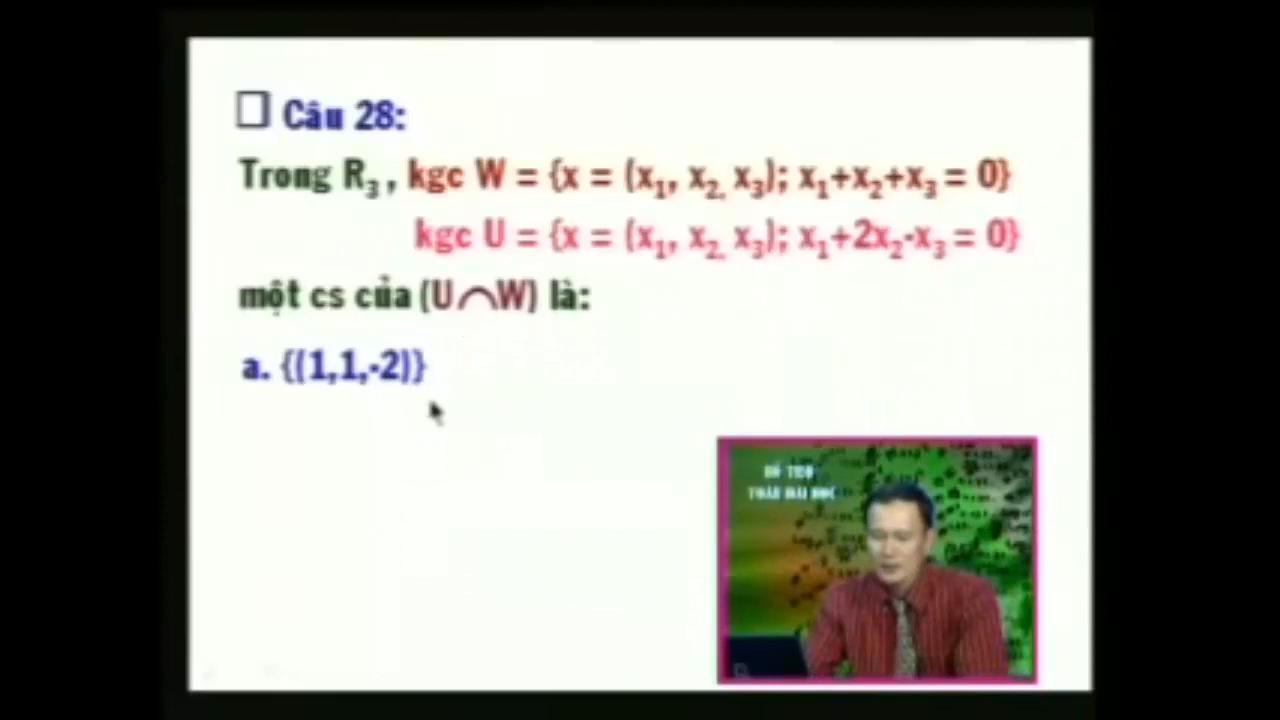 Câu 28:
Trong R₃, kgc W = {x = (x₁, x₂, x₃); x₁+x₂+x₃ = 0}
kgc U = {x = (x₁, x₂, x₃); x₁+2x₂-x₃ = 0}
một cs của (U∩W) là:
a. {(1,1,-2)}